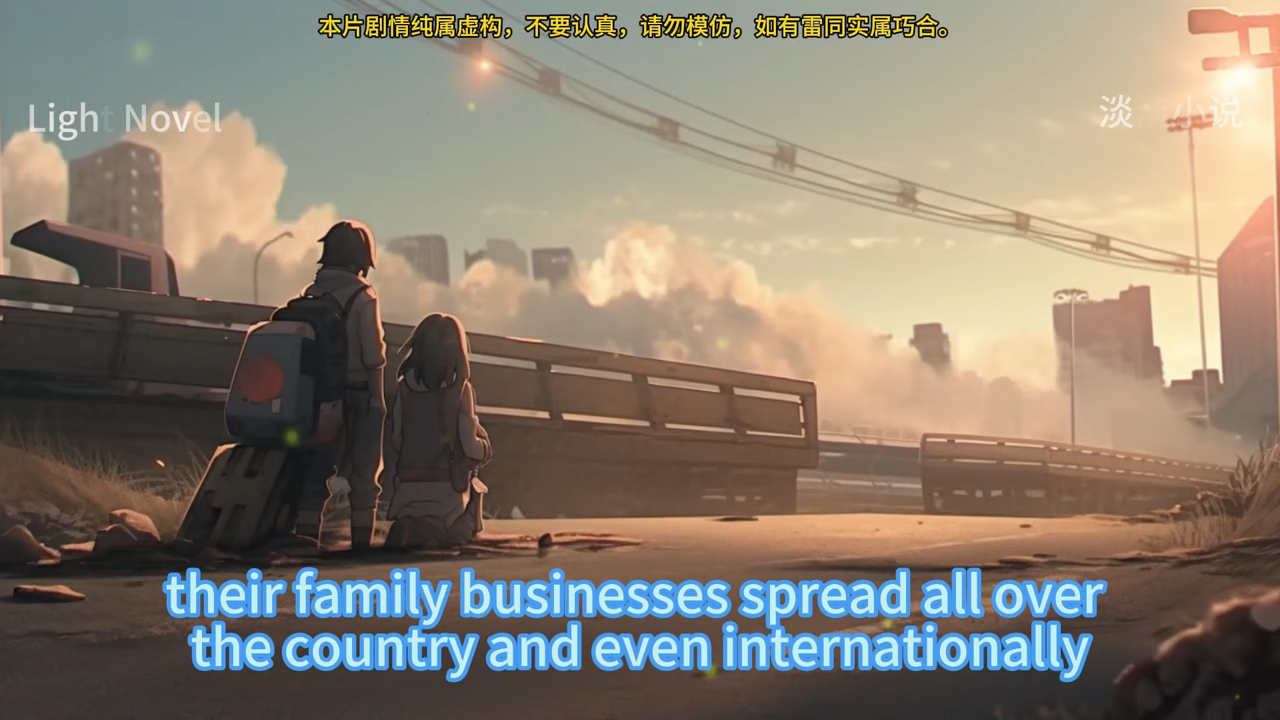 本片剧情纯属虚构，不要认真，请勿模仿，如有雷同实属巧合。
Light Novel
淡 小说
their family businesses spread all over
the country and even internationally